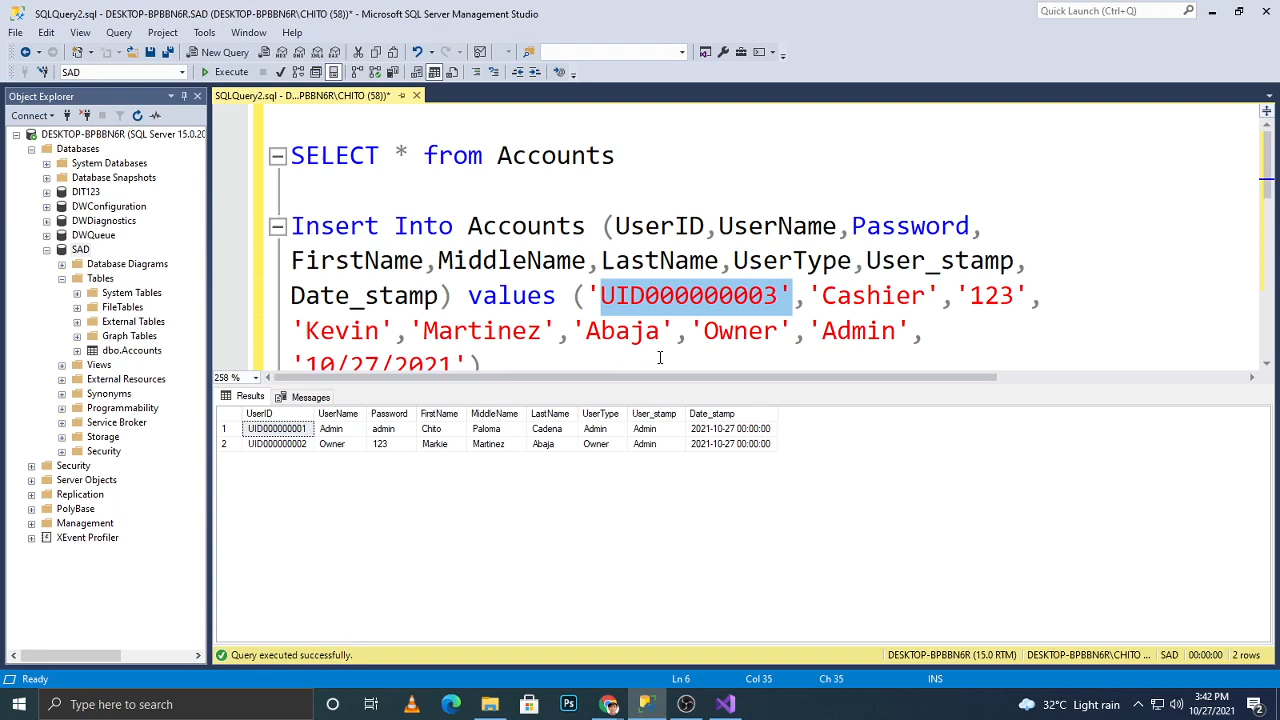 SQLQuery2.sql - DESKTOP-BPBBN6R.SAD (DESKTOP-BPBBN6R\CHITO (58))* - Microsoft SQL Server Management Studio
Quick Launch (Ctrl+Q)
File Edit View Query Project Tools Window Help
New Query
SAD Execute
Object Explorer
SQLQuery2.sql - D...PBBN6R\CHITO (58))*
Connect
DESKTOP-BPBBN6R (SQL Server 15.0.20
Databases
System Databases
Database Snapshots
DIT123
DWConfiguration
DWDiagnostics
DWQueue
SAD
Database Diagrams
Tables
System Tables
FileTables
External Tables
Graph Tables
dbo.Accounts
Views
External Resources
Synonyms
Programmability
Service Broker
Storage
Security
Security
Server Objects
Replication
PolyBase
Management
XEvent Profiler
SELECT * from Accounts
Insert Into Accounts (UserID,UserName,Password,
FirstName,MiddleName,LastName,UserType,User_stamp,
Date_stamp) values ('UID000000003','Cashier','123',
'Kevin','Martinez','Abaja','Owner','Admin',
'10/27/2021')
258 %
Results Messages
UserID UserName Password FirstName MiddleName LastName UserType User_stamp Date_stamp
1 UID000000001 Admin admin Chito Paloma Cadena Admin Admin 2021-10-27 00:00:00
2 UID000000002 Owner 123 Markie Martinez Abaja Owner Admin 2021-10-27 00:00:00
Query executed successfully. DESKTOP-BPBBN6R (15.0 RTM) DESKTOP-BPBBN6R\CHITO ... SAD 00:00:00 2 rows
Ready Ln 6 Col 35 Ch 35 INS
Type here to search
32°C Light rain
3:42 PM
10/27/2021
2